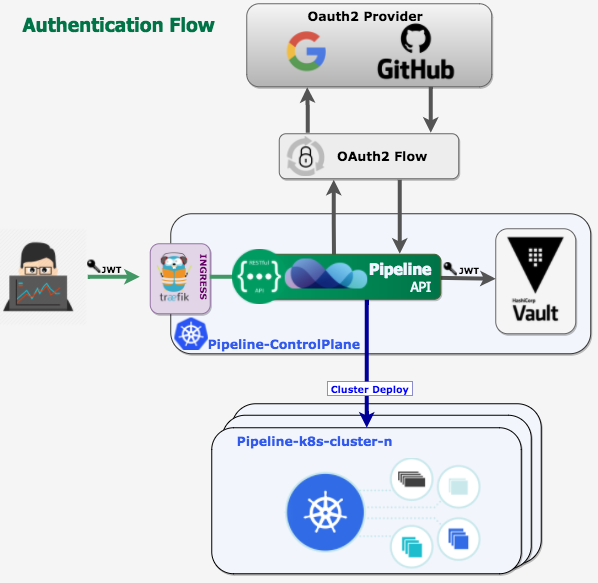 Authentication Flow
Oauth2 Provider
GitHub
OAuth2 Flow
JWT
INGRESS
træfik
RESTful
{•••}
API
Pipeline
API
JWT
HashiCorp
Vault
Pipeline-ControlPlane
Cluster Deploy
Pipeline-k8s-cluster-n